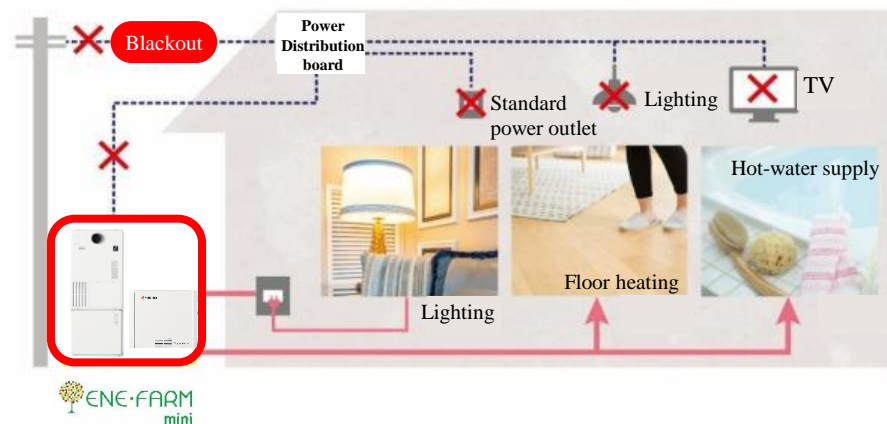 Blackout
Power
Distribution
board
Standard
power outlet
Lighting
TV
Hot-water supply
Floor heating
Lighting
ENE·FARM
mini